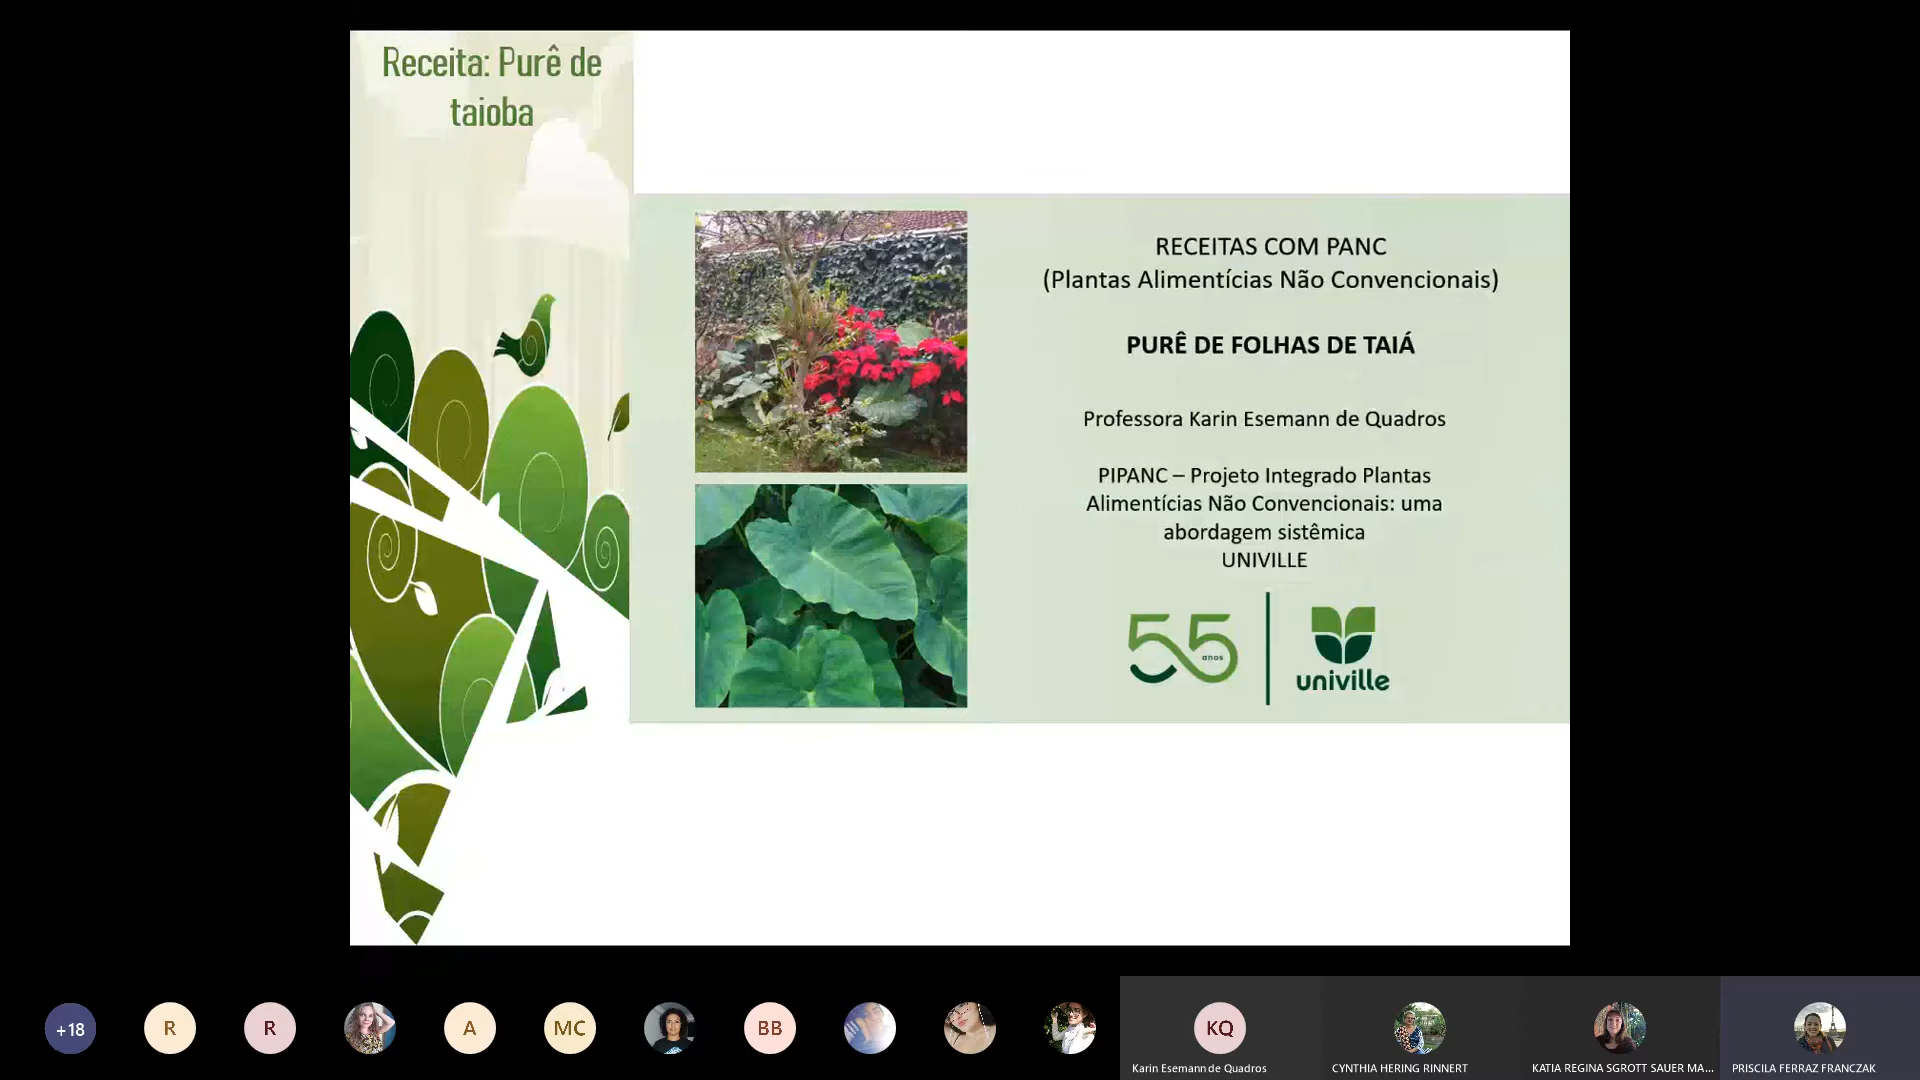 Receita: Purê de
taioba
RECEITAS COM PANC
(Plantas Alimentícias Não Convencionais)
PURÊ DE FOLHAS DE TAIÁ
Professora Karin Esemann de Quadros
PIPANC – Projeto Integrado Plantas
Alimentícias Não Convencionais: uma
abordagem sistêmica
UNIVILLE
55
anos
univille
+18
R
R
A
MC
BB
KQ
Karin Esemann de Quadros
CYNTHIA HERING RINNERT
KATIA REGINA SGROTT SAUER MA...
PRISCILA FERRAZ FRANCZAK